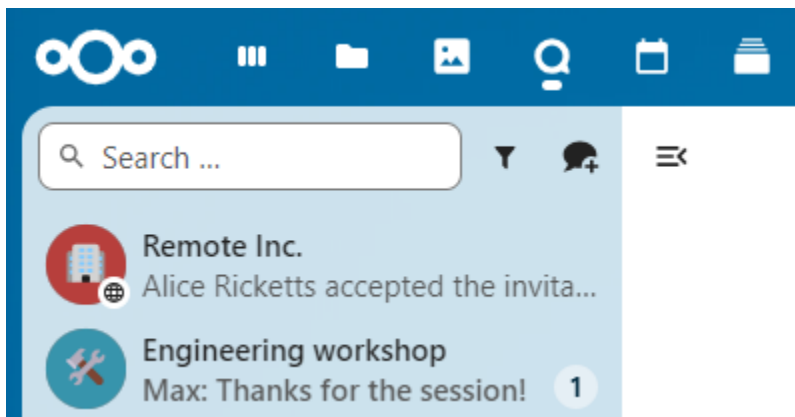 Search ...
Remote Inc.
Alice Ricketts accepted the invita...
Engineering workshop
Max: Thanks for the session!
1